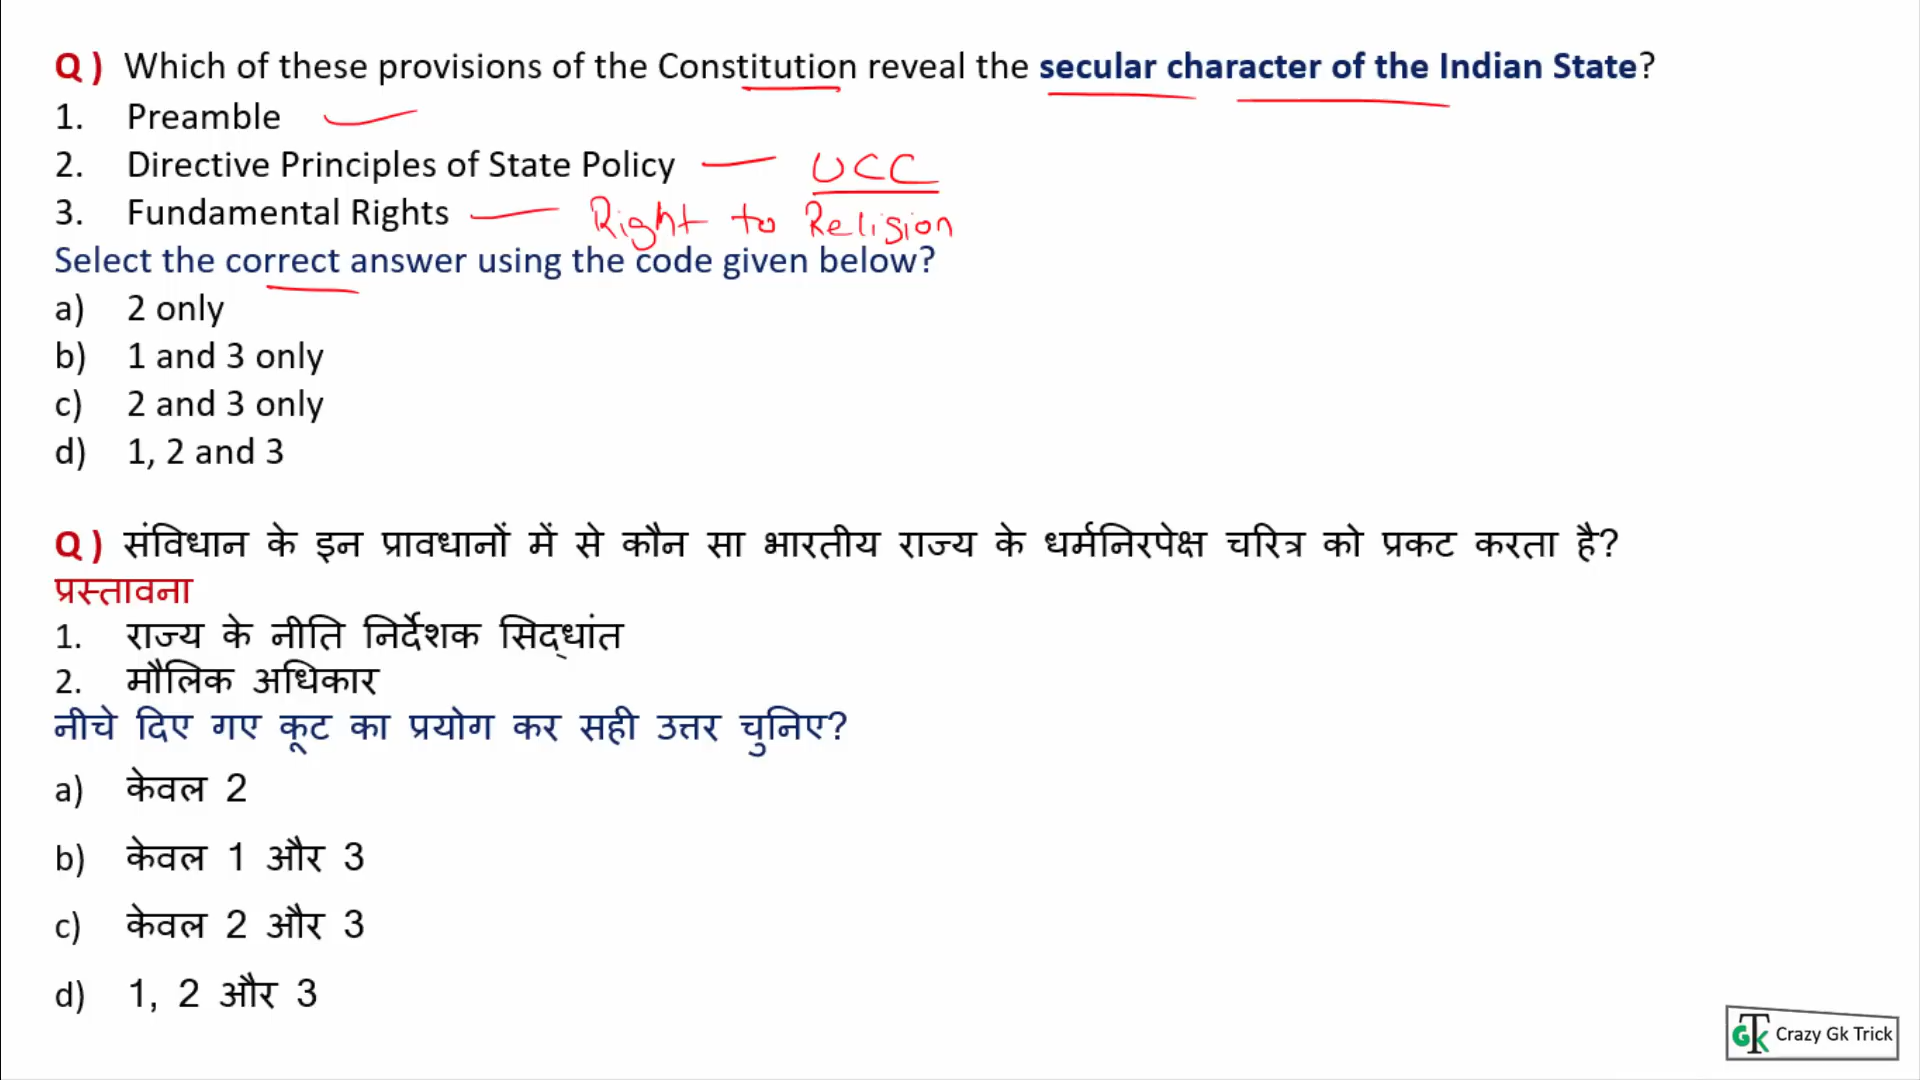 Q ) Which of these provisions of the Constitution reveal the secular character of the Indian State?
1. Preamble
2. Directive Principles of State Policy — UCC
3. Fundamental Rights — Right to Religion
Select the correct answer using the code given below?
a) 2 only
b) 1 and 3 only
c) 2 and 3 only
d) 1, 2 and 3
Q ) संविधान के इन प्रावधानों में से कौन सा भारतीय राज्य के धर्मनिरपेक्ष चरित्र को प्रकट करता है?
प्रस्तावना
1. राज्य के नीति निर्देशक सिद्धांत
2. मौलिक अधिकार
नीचे दिए गए कूट का प्रयोग कर सही उत्तर चुनिए?
a) केवल 2
b) केवल 1 और 3
c) केवल 2 और 3
d) 1, 2 और 3
GTk Crazy Gk Trick